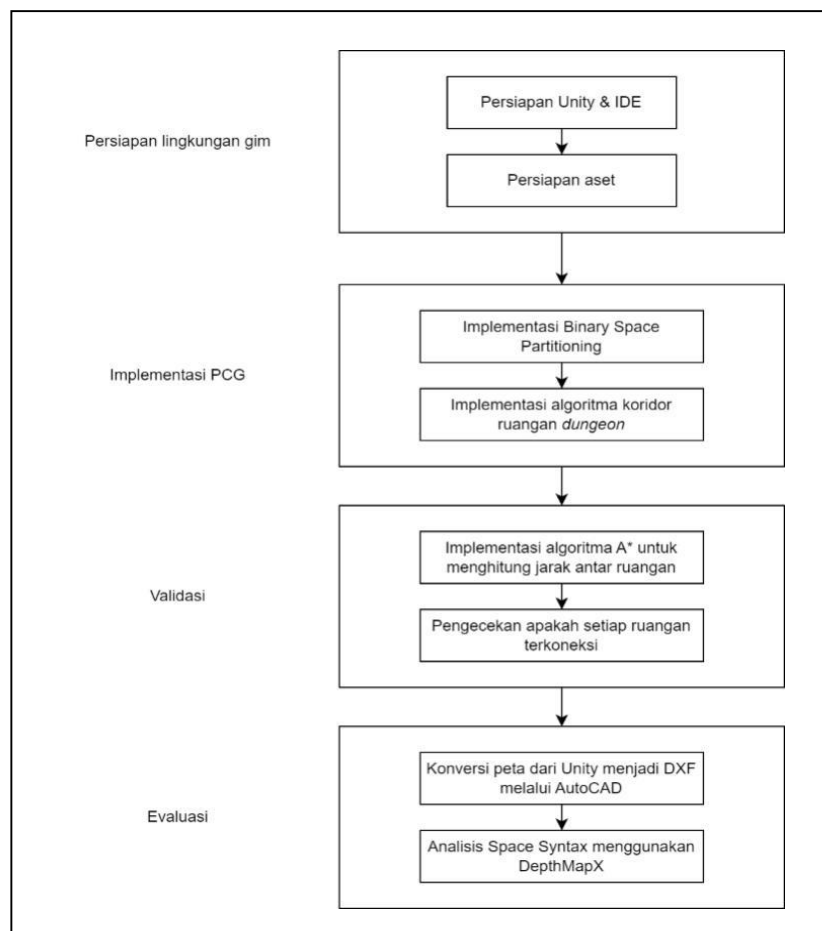 Persiapan lingkungan gim
Persiapan Unity & IDE
Persiapan aset
Implementasi PCG
Implementasi Binary Space
Partitioning
Implementasi algoritma koridor
ruangan dungeon
Validasi
Implementasi algoritma A* untuk
menghitung jarak antar ruangan
Pengecekan apakah setiap ruangan
terkoneksi
Evaluasi
Konversi peta dari Unity menjadi DXF
melalui AutoCAD
Analisis Space Syntax menggunakan
DepthMapX